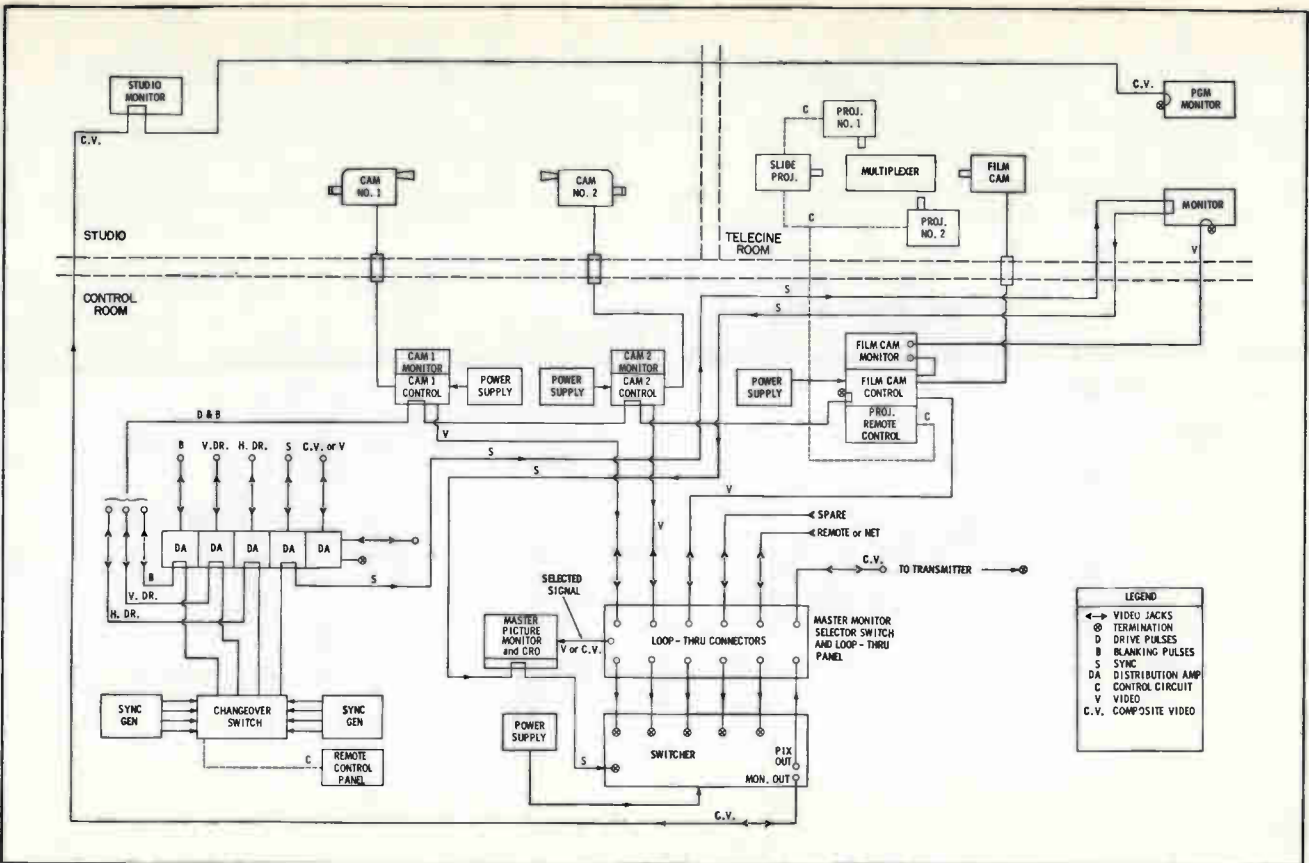 C.V.
STUDIO
MONITOR
PGM
MONITOR
C.V.
C
PROJ.
NO. 1
SLIDE
PROJ.
MULTIPLEXER
FILM
CAM
CAM
NO. 1
CAM
NO. 2
C
PROJ.
NO. 2
MONITOR
V
STUDIO
TELECINE
ROOM
CONTROL
ROOM
S
S
CAM 1
MONITOR
CAM 1
CONTROL
POWER
SUPPLY
POWER
SUPPLY
CAM 2
MONITOR
CAM 2
CONTROL
POWER
SUPPLY
FILM CAM
MONITOR
FILM CAM
CONTROL
PROJ.
REMOTE
CONTROL
C
D & B
V
B
V. DR.
H. DR.
S
C.V. or V
S
S
V
V
SPARE
REMOTE or NET
DA
DA
DA
DA
DA
B
S
V. DR.
H. DR.
C.V.
TO TRANSMITTER
SELECTED
SIGNAL
V or C.V.
MASTER
PICTURE
MONITOR
and CRO
LOOP - THRU CONNECTORS
MASTER MONITOR
SELECTOR SWITCH
AND LOOP - THRU
PANEL
SYNC
GEN
CHANGEOVER
SWITCH
SYNC
GEN
C
REMOTE
CONTROL
PANEL
POWER
SUPPLY
S
SWITCHER
PIX
OUT
MON. OUT
C.V.
LEGEND
VIDEO JACKS
TERMINATION
D DRIVE PULSES
B BLANKING PULSES
S SYNC
DA DISTRIBUTION AMP
C CONTROL CIRCUIT
V VIDEO
C.V. COMPOSITE VIDEO